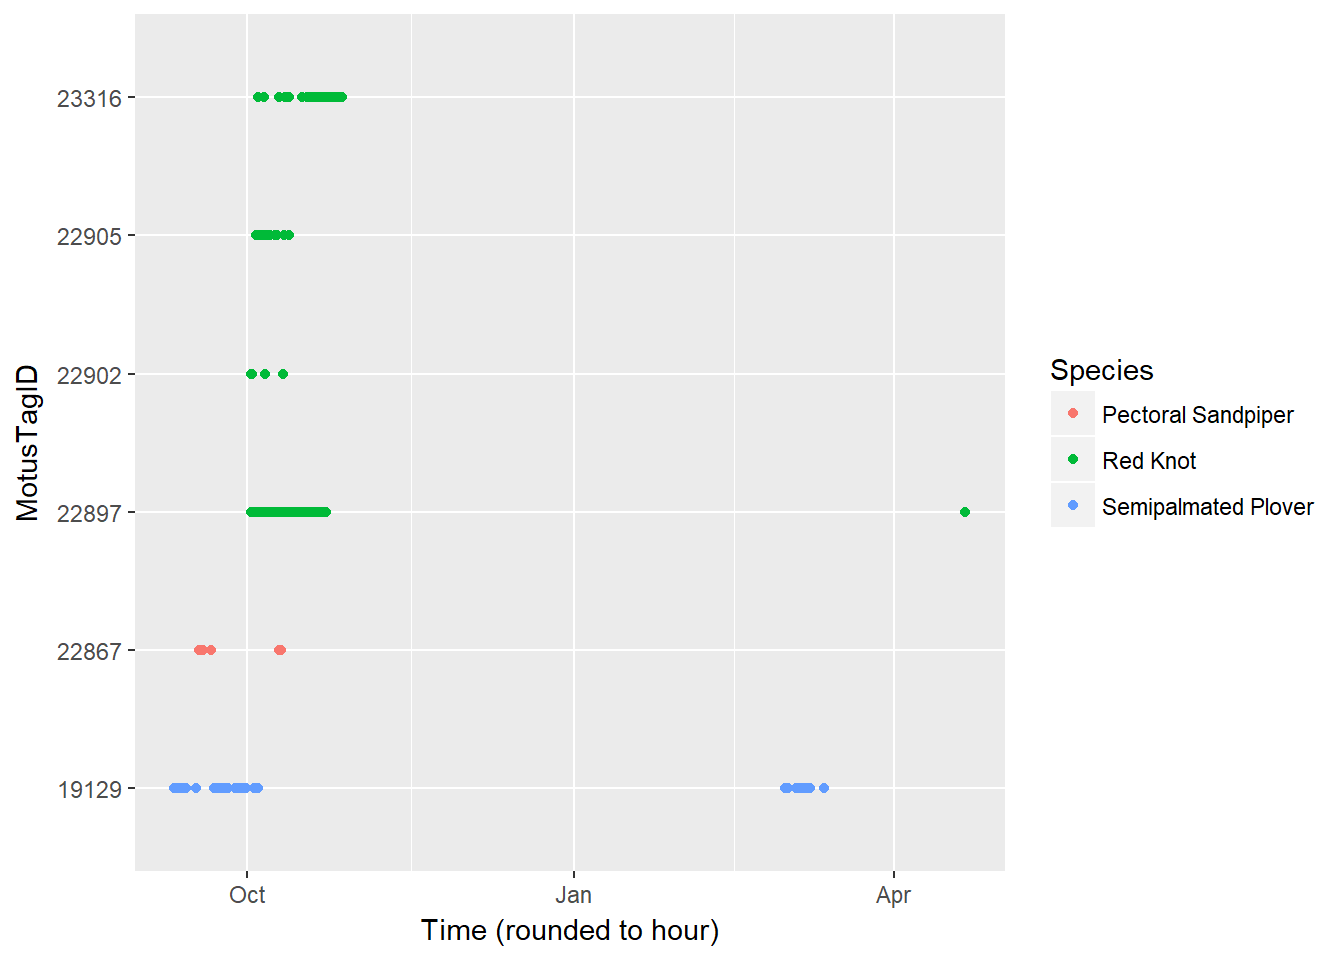 23316
22905
22902
22897
22867
19129
MotusTagID
Oct
Jan
Apr
Time (rounded to hour)
Species
Pectoral Sandpiper
Red Knot
Semipalmated Plover